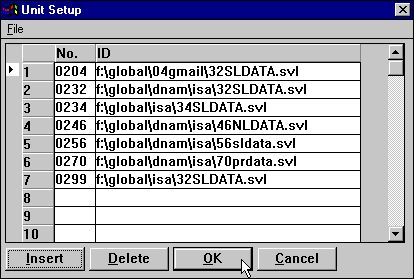 Unit Setup
File
No. ID
1 0204 f:\global\04gmail\32SLDATA.svl
2 0232 f:\global\dnam\isa\32SLDATA.svl
3 0234 f:\global\isa\34SLDATA.svl
4 0246 f:\global\dnam\isa\46NLDATA.svl
5 0256 f:\global\dnam\isa\56sldata.svl
6 0270 f:\global\dnam\isa\70prdata.svl
7 0299 f:\global\isa\32SLDATA.svl
8
9
10
Insert Delete OK Cancel